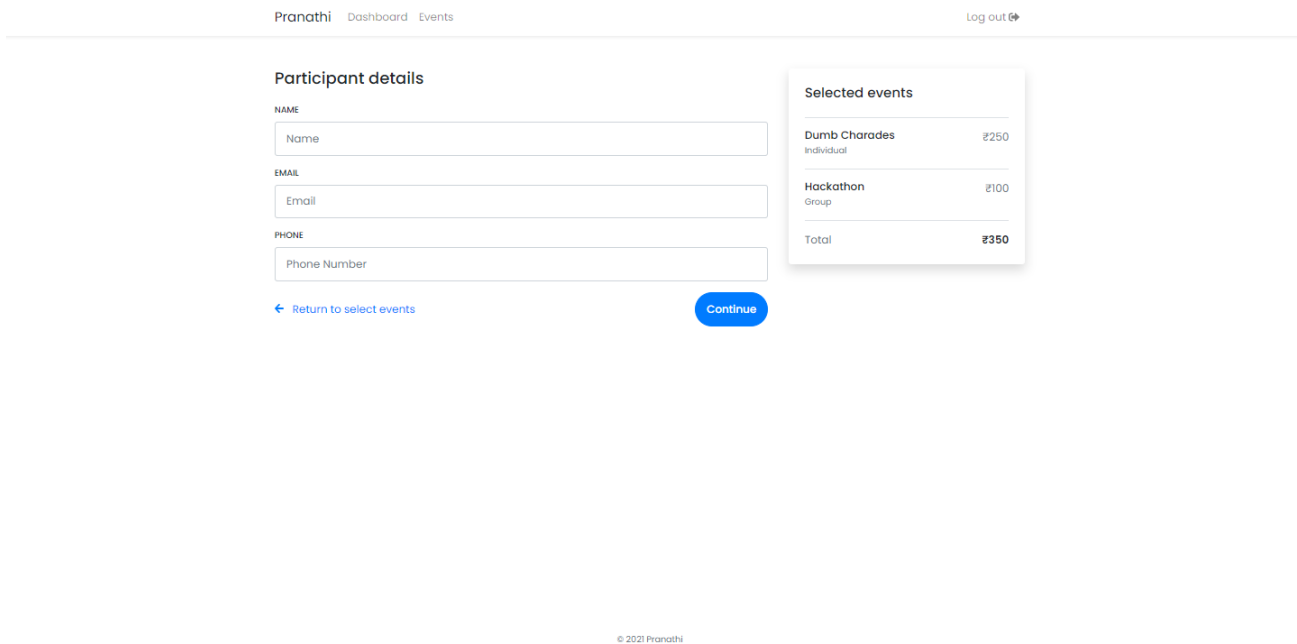 Pranathi Dashboard Events Log out
Participant details
NAME
Name
EMAIL
Email
PHONE
Phone Number
Return to select events Continue
Selected events
Dumb Charades ₹250
Individual
Hackathon ₹100
Group
Total ₹350
© 2021 Pranathi